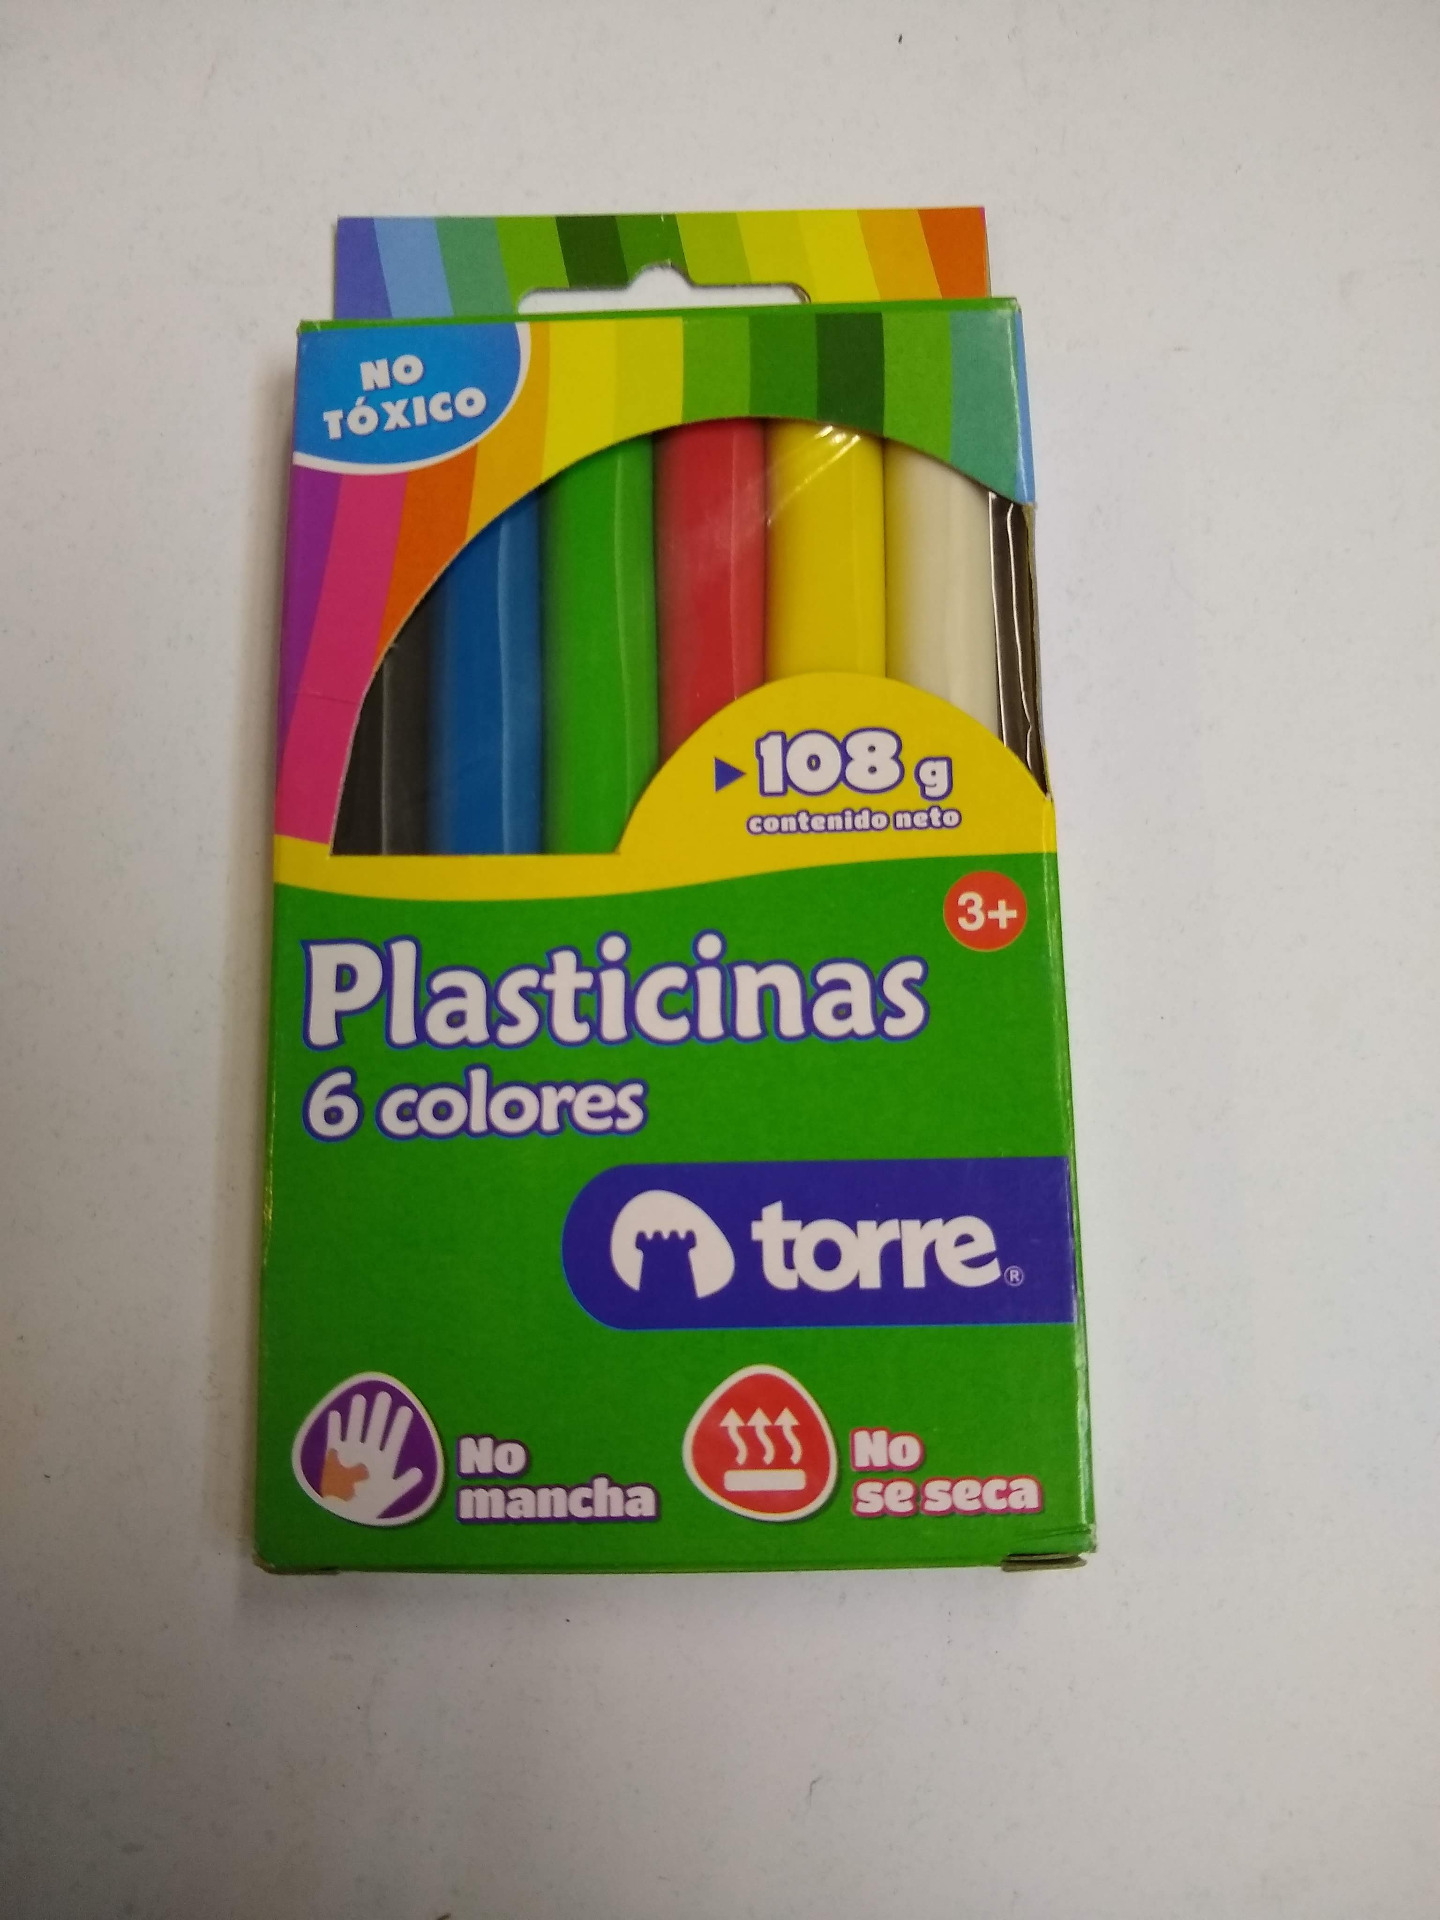 NO
TÓXICO
108 g
contenido neto
3+
Plasticinas
6 colores
torre®
No
mancha
No
se seca